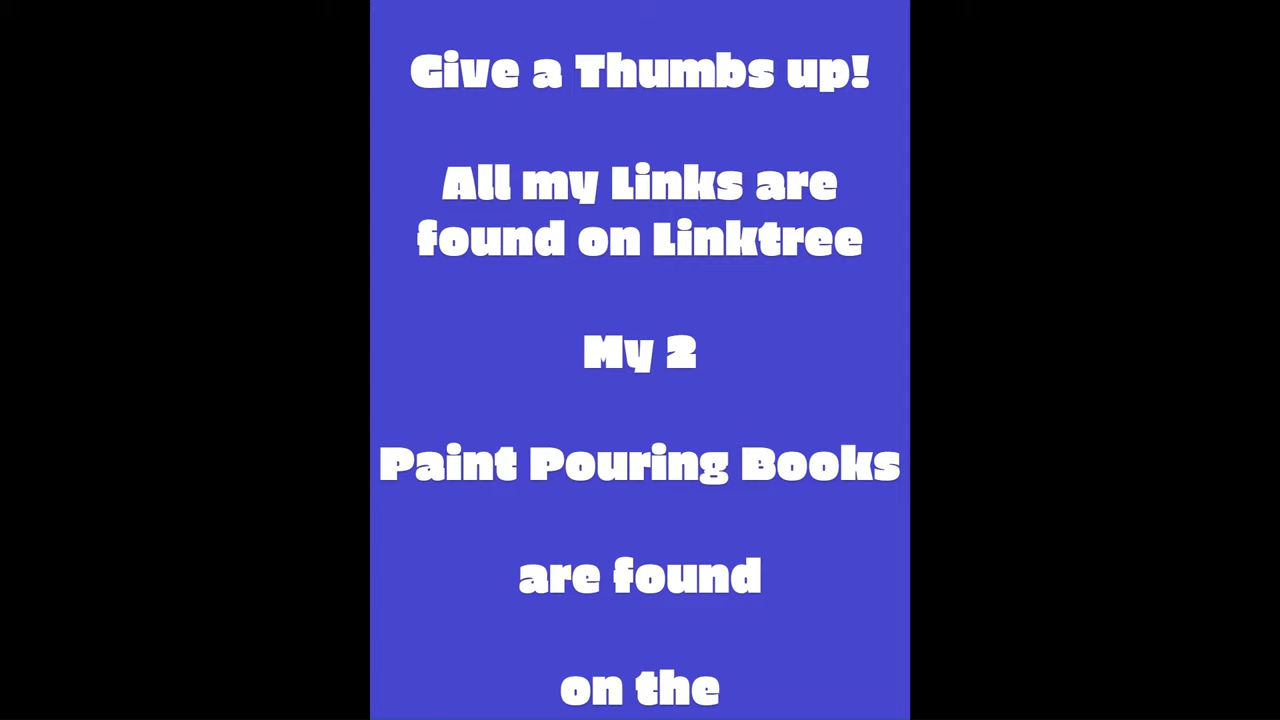 Give a Thumbs up!
All my Links are
found on Linktree
My 2
Paint Pouring Books
are found
on the